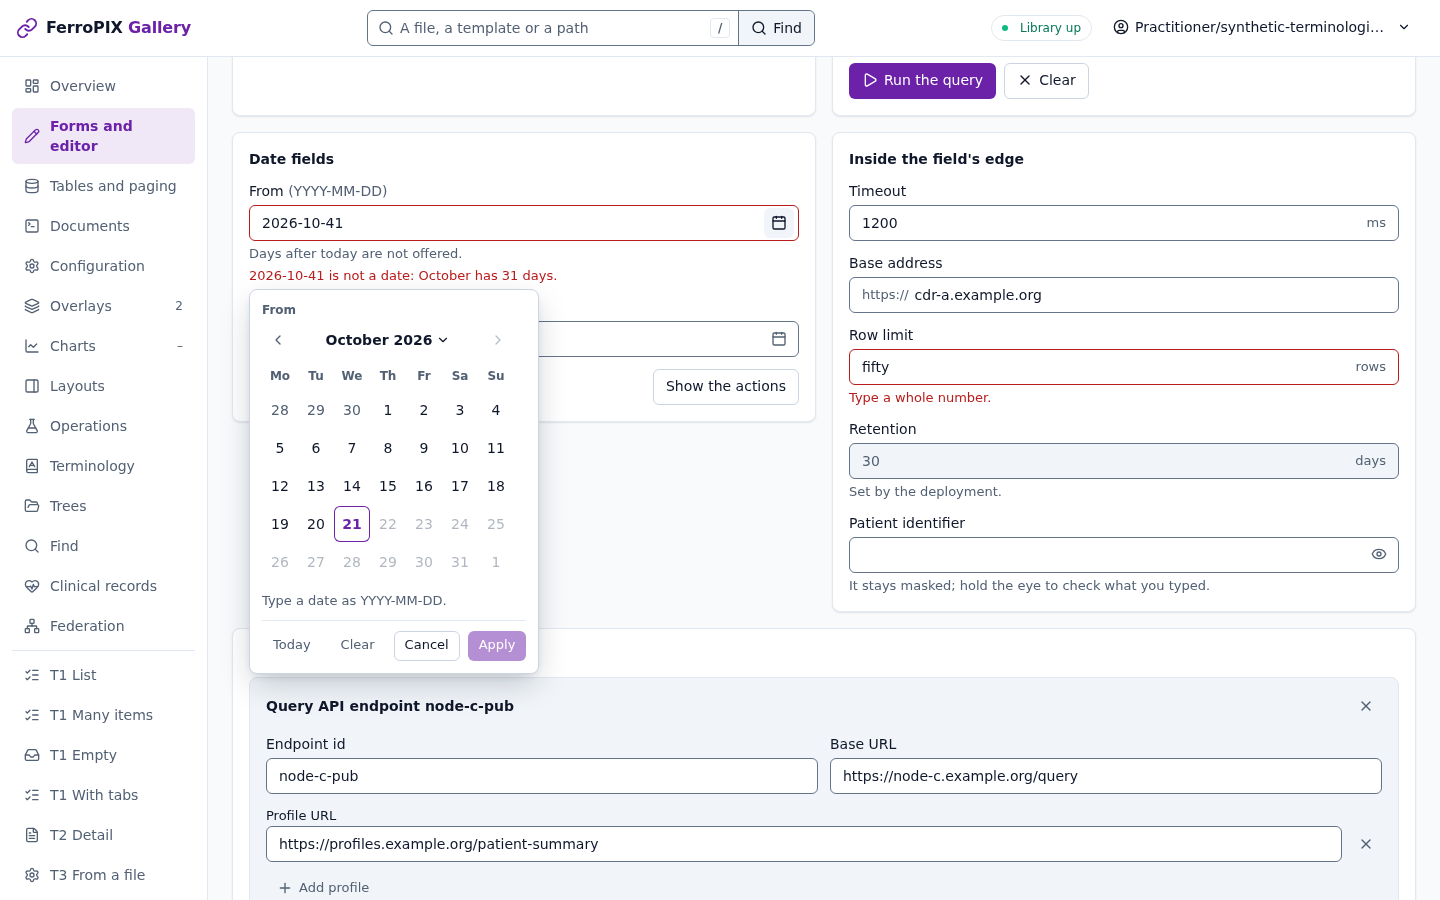 FerroPIX Gallery
A file, a template or a path
/
Find
Library up
Practitioner/synthetic-terminologi…
Overview
Forms and
editor
Tables and paging
Documents
Configuration
Overlays 2
Charts –
Layouts
Operations
Terminology
Trees
Find
Clinical records
Federation
T1 List
T1 Many items
T1 Empty
T1 With tabs
T2 Detail
T3 From a file
Run the query
Clear
Date fields
From (YYYY-MM-DD)
2026-10-41
Days after today are not offered.
2026-10-41 is not a date: October has 31 days.
Show the actions
From
October 2026
Mo Tu We Th Fr Sa Su
28 29 30 1 2 3 4
5 6 7 8 9 10 11
12 13 14 15 16 17 18
19 20 21 22 23 24 25
26 27 28 29 30 31 1
Type a date as YYYY-MM-DD.
Today Clear Cancel Apply
Inside the field's edge
Timeout
1200 ms
Base address
https:// cdr-a.example.org
Row limit
fifty rows
Type a whole number.
Retention
30 days
Set by the deployment.
Patient identifier
It stays masked; hold the eye to check what you typed.
Query API endpoint node-c-pub
Endpoint id
node-c-pub
Base URL
https://node-c.example.org/query
Profile URL
https://profiles.example.org/patient-summary
Add profile